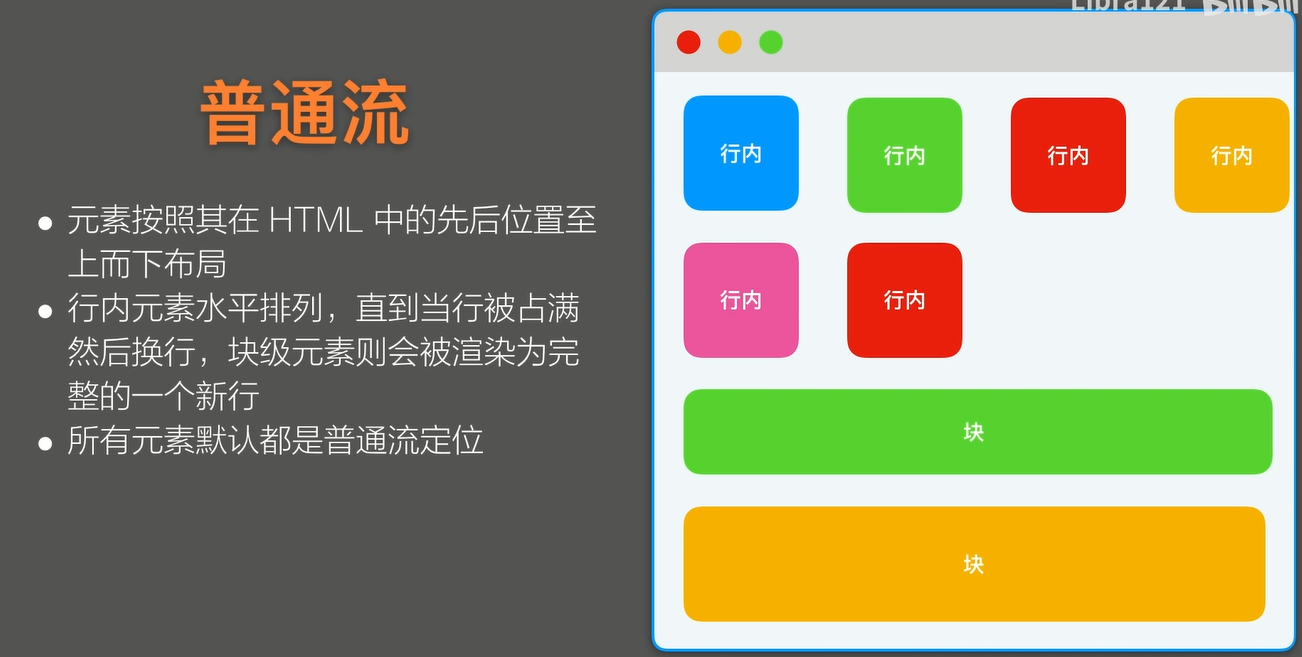 Libra121 bilibili
普通流
● 元素按照其在 HTML 中的先后位置至
上而下布局
● 行内元素水平排列，直到当行被占满
然后换行，块级元素则会被渲染为完
整的一个新行
● 所有元素默认都是普通流定位
行内 行内 行内 行内
行内 行内
块
块